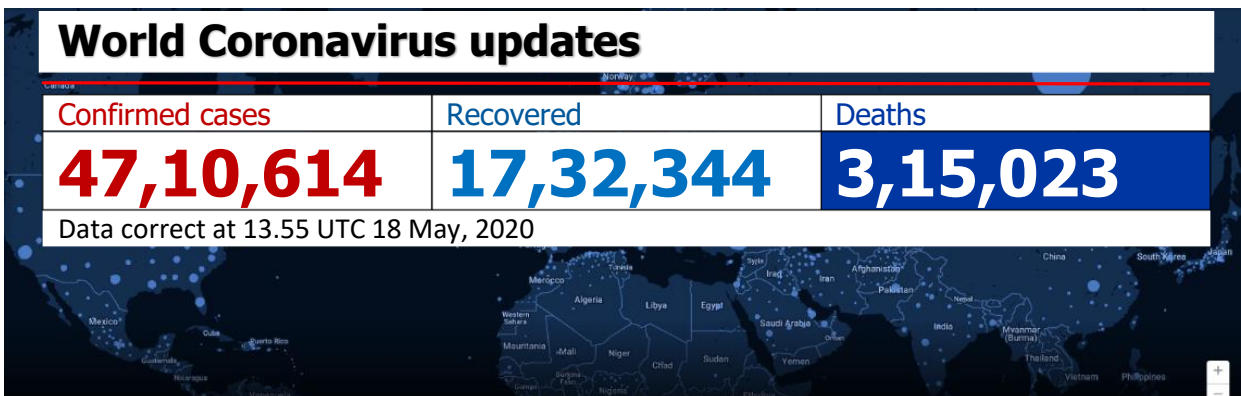 World Coronavirus updates
Norway
Canada
Confirmed cases Recovered Deaths
47,10,614 17,32,344 3,15,023
Data correct at 13.55 UTC 18 May, 2020
Syria China South Korea Japan
Tunisia Iraq Iran Afghanistan
Morocco Pakistan
Algeria Libya Egypt Nepal
Western
Sahara
Mexico Saudi Arabia India Myanmar
(Burma)
Cuba Puerto Rico Oman
Mauritania Mali Niger Chad Sudan Yemen Thailand
Guatemala
Nicaragua Burkina
Faso Vietnam Philippines
Nigeria
+